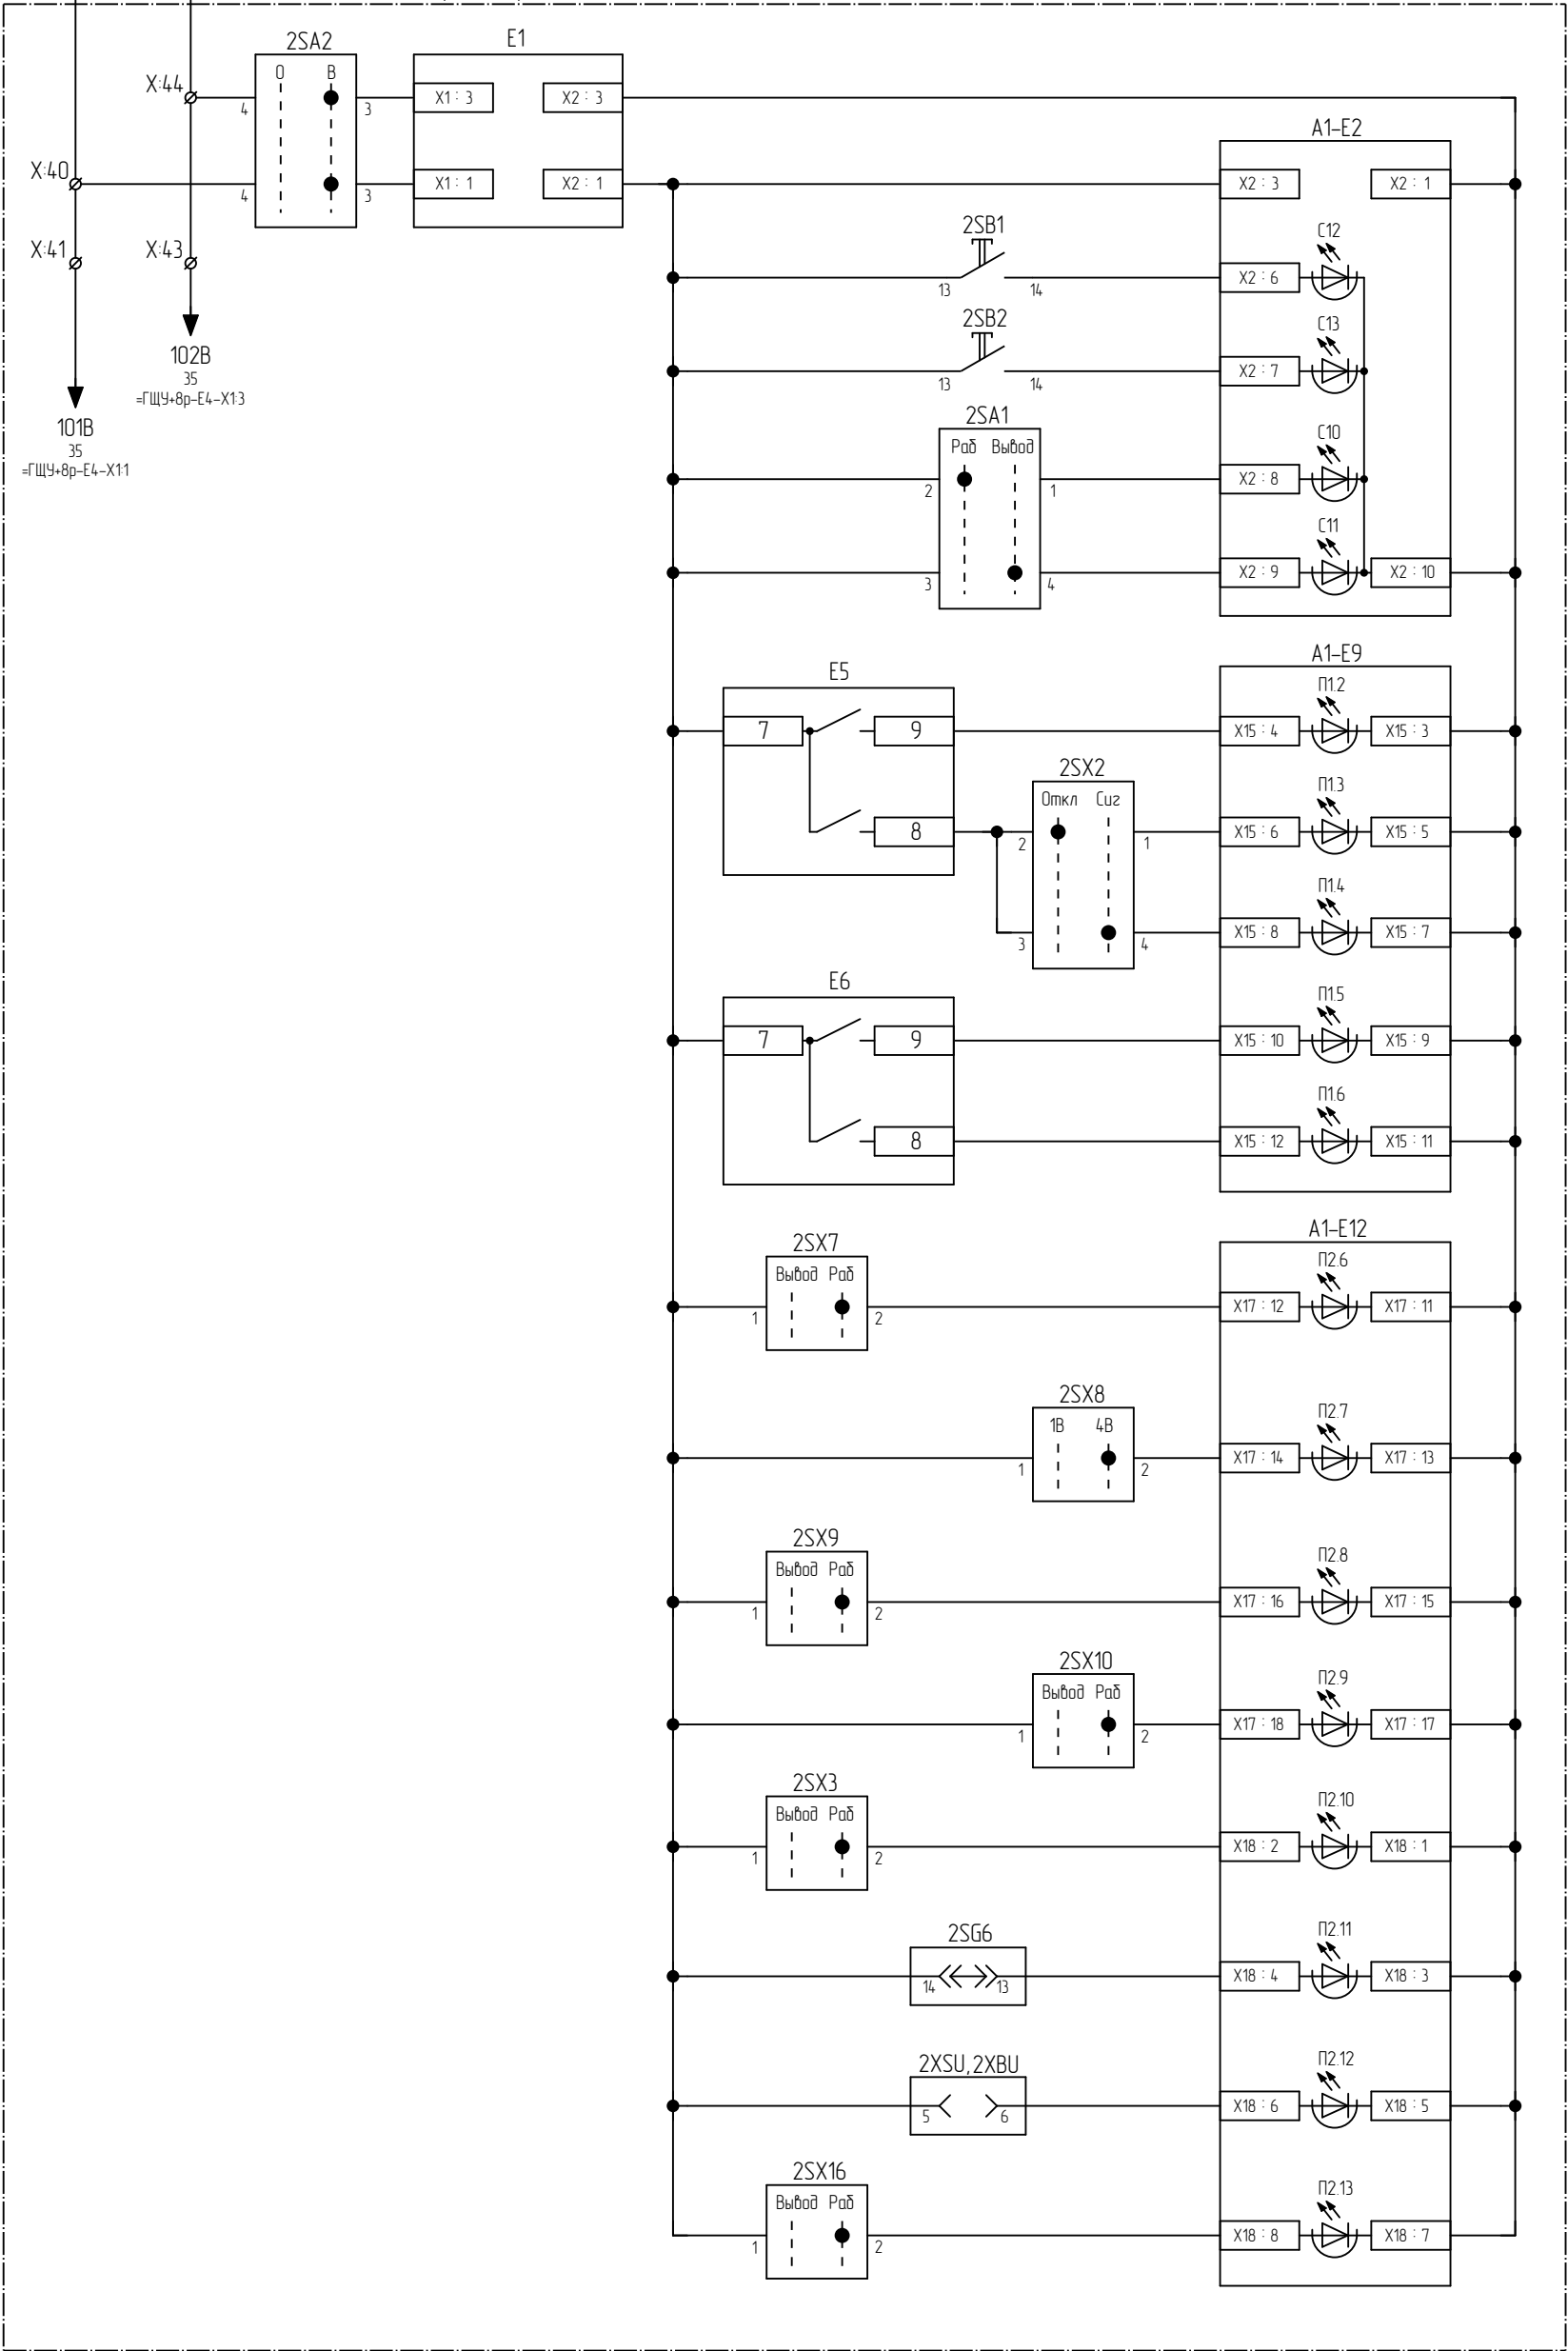 2SA2
E1
О В
X:44
4
3
X1 : 3
X2 : 3
A1-E2
X:40
4
3
X1 : 1
X2 : 1
X2 : 3
X2 : 1
X:41
X:43
2SB1
13
14
C12
X2 : 6
102В
35
=ГЩУ+8р-E4-X1:3
2SB2
13
14
C13
X2 : 7
101В
35
=ГЩУ+8р-E4-X1:1
2SA1
Раб Вывод
2
1
C10
X2 : 8
3
4
C11
X2 : 9
X2 : 10
A1-E9
E5
7
9
П1.2
X15 : 4
X15 : 3
2SX2
Откл Сиг
8
2
1
П1.3
X15 : 6
X15 : 5
3
4
П1.4
X15 : 8
X15 : 7
E6
7
9
П1.5
X15 : 10
X15 : 9
8
П1.6
X15 : 12
X15 : 11
A1-E12
2SX7
Вывод Раб
1
2
П2.6
X17 : 12
X17 : 11
2SX8
1В 4В
1
2
П2.7
X17 : 14
X17 : 13
2SX9
Вывод Раб
1
2
П2.8
X17 : 16
X17 : 15
2SX10
Вывод Раб
1
2
П2.9
X17 : 18
X17 : 17
2SX3
Вывод Раб
1
2
П2.10
X18 : 2
X18 : 1
2SG6
14
13
П2.11
X18 : 4
X18 : 3
2XSU,2XBU
5
6
П2.12
X18 : 6
X18 : 5
2SX16
Вывод Раб
1
2
П2.13
X18 : 8
X18 : 7